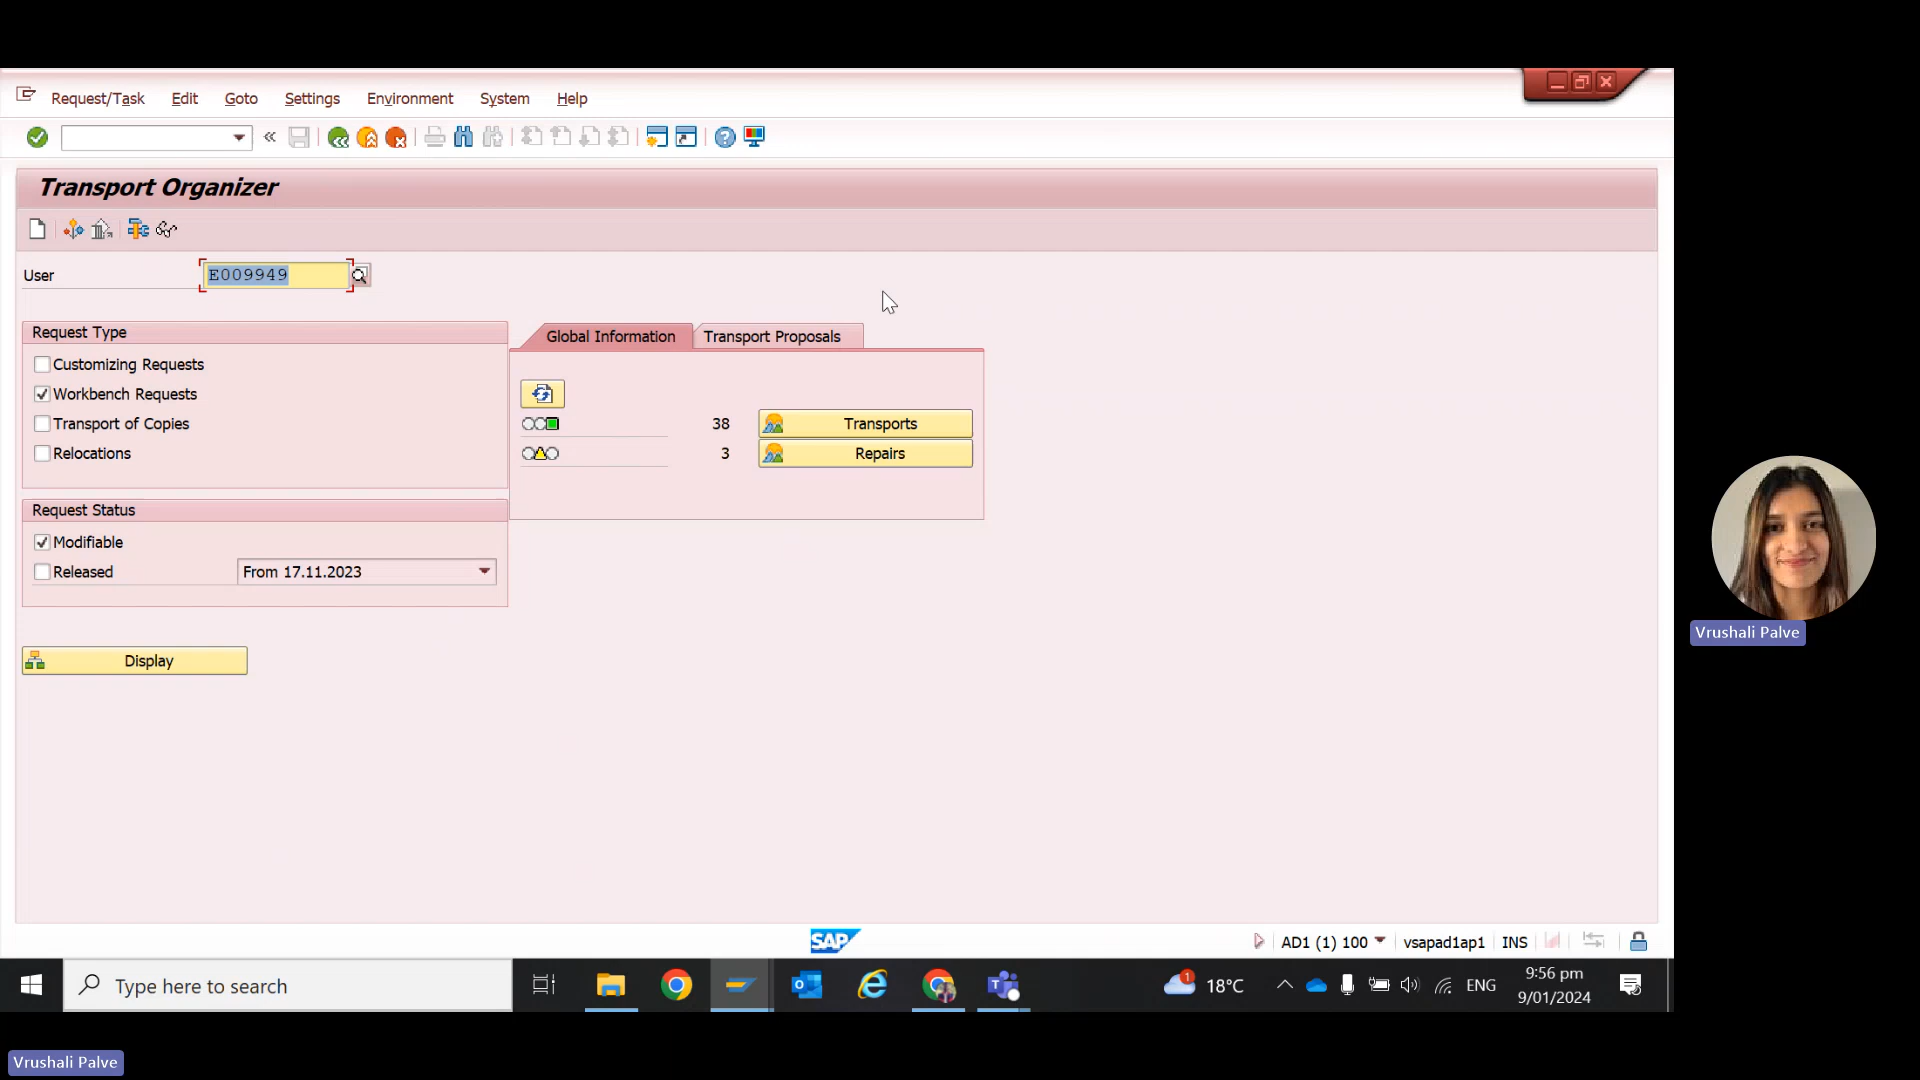 Request/Task Edit Goto Settings Environment System Help
Transport Organizer
User E009949
Request Type
Customizing Requests
Workbench Requests
Transport of Copies
Relocations
Global Information Transport Proposals
38 Transports
3 Repairs
Request Status
Modifiable
Released From 17.11.2023
Display
Vrushali Palve
SAP AD1 (1) 100 vsapad1ap1 INS
Type here to search 1 18°C ENG 9:56 pm
9/01/2024
Vrushali Palve